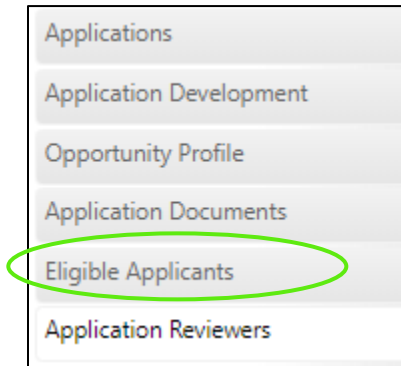 Applications
Application Development
Opportunity Profile
Application Documents
Eligible Applicants
Application Reviewers